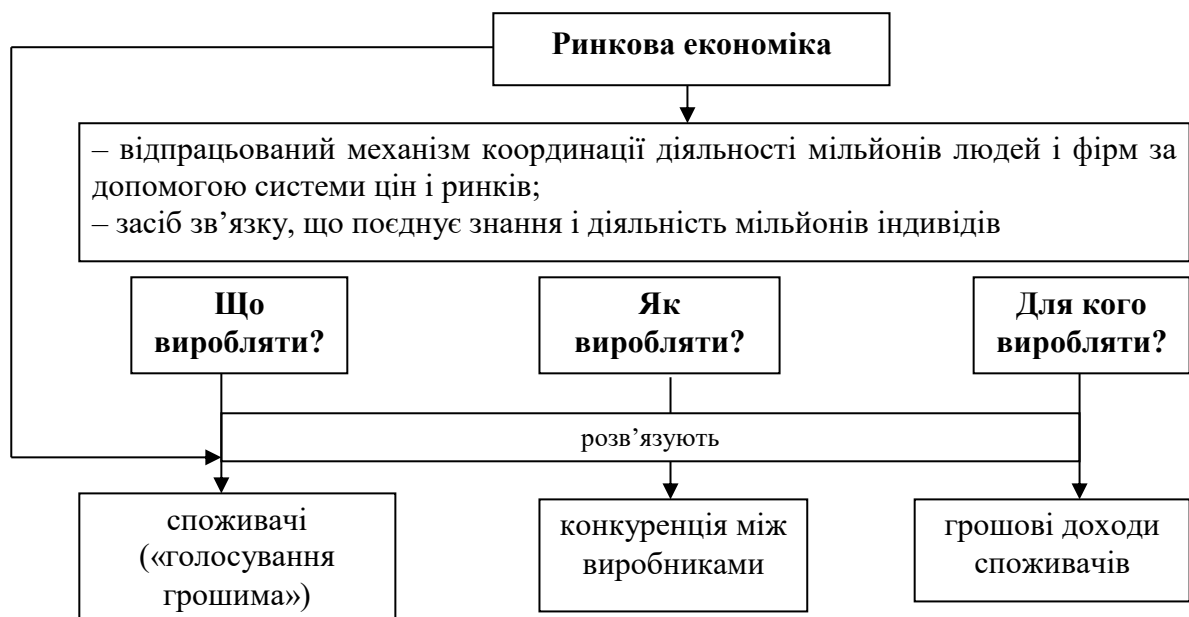 Ринкова економіка
– відпрацьований механізм координації діяльності мільйонів людей і фірм за
допомогою системи цін і ринків;
– засіб зв’язку, що поєднує знання і діяльність мільйонів індивідів
Що
виробляти?
Як
виробляти?
Для кого
виробляти?
розв’язують
споживачі
(«голосування
грошима»)
конкуренція між
виробниками
грошові доходи
споживачів